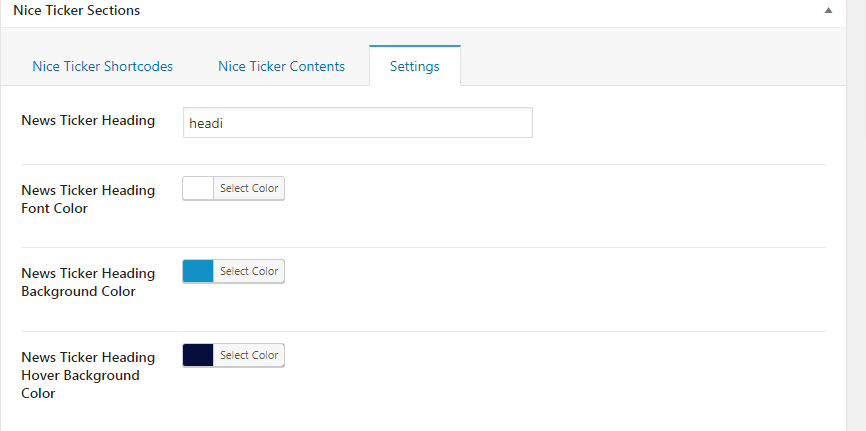 Nice Ticker Sections
Nice Ticker Shortcodes
Nice Ticker Contents
Settings
News Ticker Heading
headi
News Ticker Heading
Font Color
Select Color
News Ticker Heading
Background Color
Select Color
News Ticker Heading
Hover Background
Color
Select Color